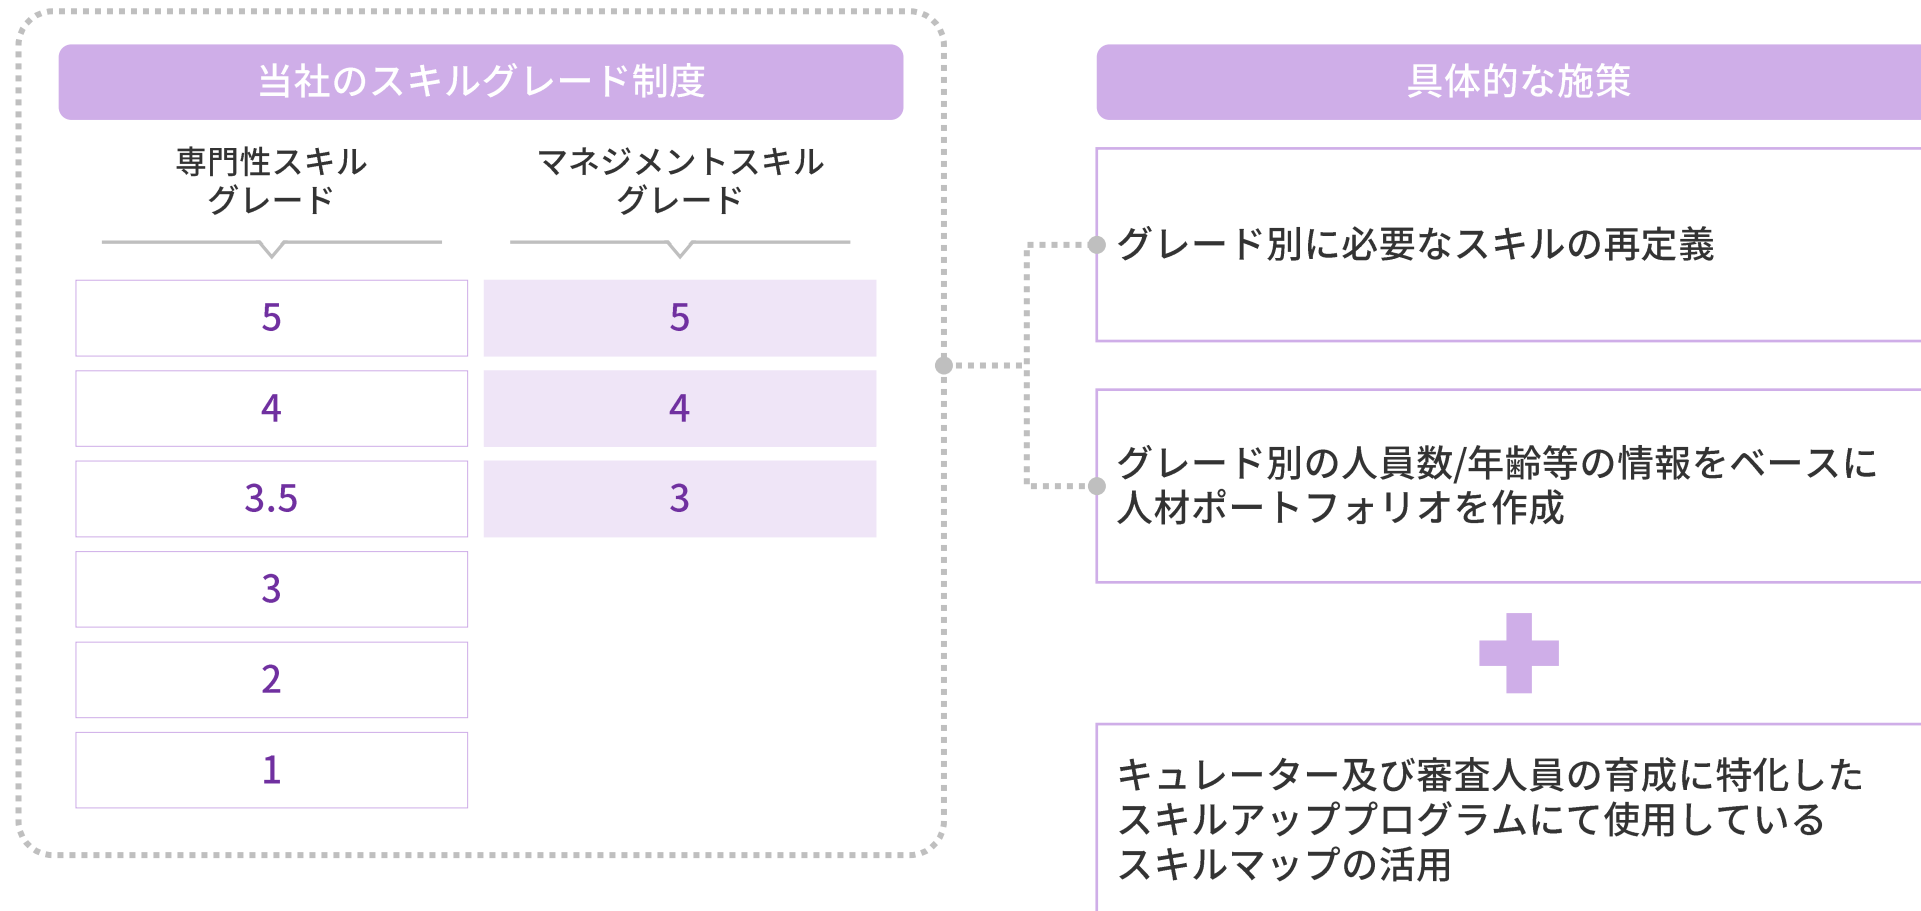 当社のスキルグレード制度
専門性スキル
グレード
マネジメントスキル
グレード
5
5
4
4
3.5
3
3
2
1
具体的な施策
グレード別に必要なスキルの再定義
グレード別の人員数/年齢等の情報をベースに
人材ポートフォリオを作成
キュレーター及び審査人員の育成に特化した
スキルアッププログラムにて使用している
スキルマップの活用